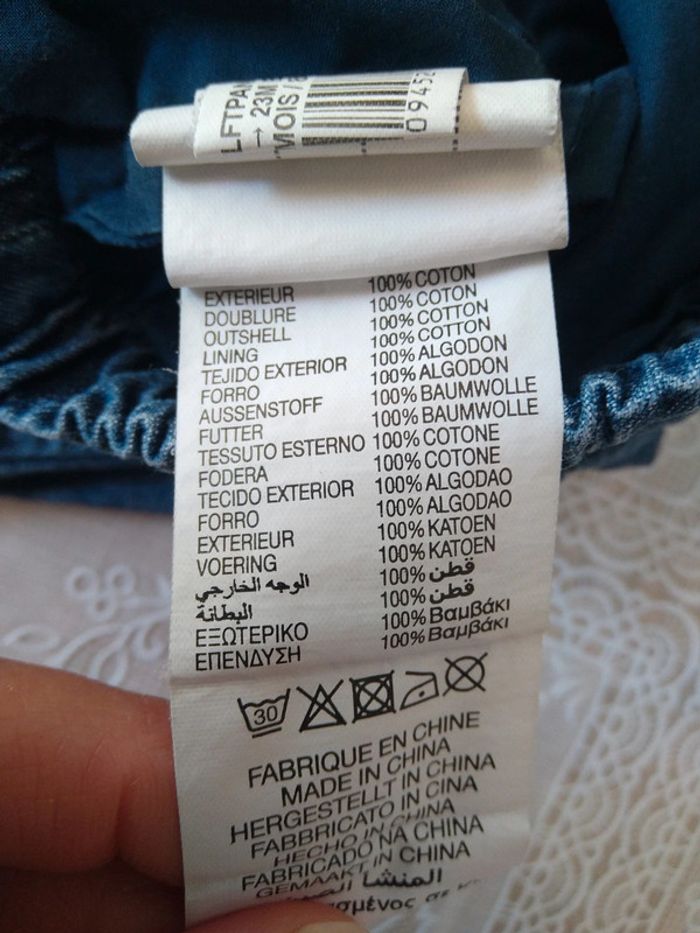 LFTPAN
→ 23M
MOIS /
09452
EXTERIEUR 100% COTON
DOUBLURE 100% COTON
OUTSHELL 100% COTTON
LINING 100% COTTON
TEJIDO EXTERIOR 100% ALGODON
FORRO 100% ALGODON
AUSSENSTOFF 100% BAUMWOLLE
FUTTER 100% BAUMWOLLE
TESSUTO ESTERNO 100% COTONE
FODERA 100% COTONE
TECIDO EXTERIOR 100% ALGODAO
FORRO 100% ALGODAO
EXTERIEUR 100% KATOEN
VOERING 100% KATOEN
الوجه الخارجي 100% قطن
البطانة 100% قطن
ΕΞΩΤΕΡΙΚΟ 100% Βαμβάκι
ΕΠΕΝΔΥΣΗ 100% Βαμβάκι
30
FABRIQUE EN CHINE
MADE IN CHINA
HERGESTELLT IN CHINA
FABBRICATO IN CINA
HECHO IN CHINA
FABRICADO NA CHINA
GEMAAKT IN CHINA
المنشأ